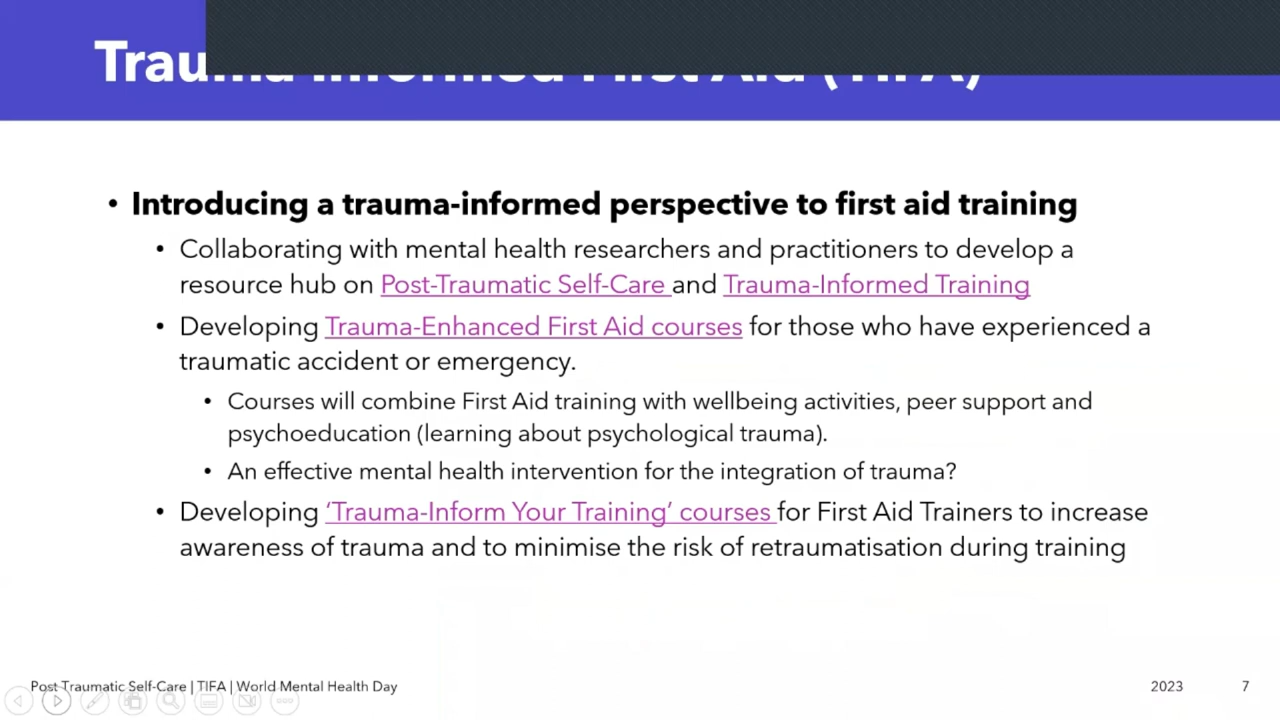 Trauma Informed First Aid (TIFA)
• Introducing a trauma-informed perspective to first aid training
• Collaborating with mental health researchers and practitioners to develop a
resource hub on Post-Traumatic Self-Care and Trauma-Informed Training
• Developing Trauma-Enhanced First Aid courses for those who have experienced a
traumatic accident or emergency.
• Courses will combine First Aid training with wellbeing activities, peer support and
psychoeducation (learning about psychological trauma).
• An effective mental health intervention for the integration of trauma?
• Developing ‘Trauma-Inform Your Training’ courses for First Aid Trainers to increase
awareness of trauma and to minimise the risk of retraumatisation during training
Post Traumatic Self-Care | TIFA | World Mental Health Day
2023
7